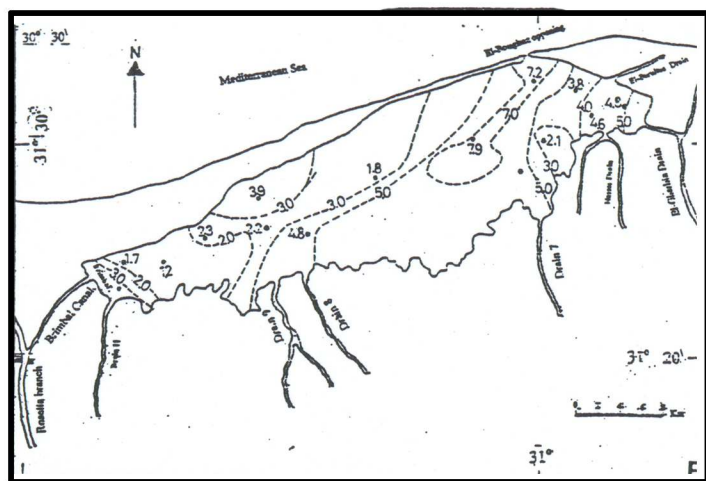 30° 30'
N
Mediterranean Sea
El-Boughaz opening
El-Burullus Drain
31° 30'
7.2
3.8
4.0
4.6
5.0
7.0
7.9
2.1
3.0
5.0
1.8
3.0
5.0
3.9
3.0
2.3
2.0
2.2
4.8
1.7
3.0
2.0
1.2
Nasser Drain
El-Gharbia Drain
Drain 7
Drain 8
Drain 9
Drain 11
B-imbal Canal
Rosetta branch
31° 20'
Km
31°